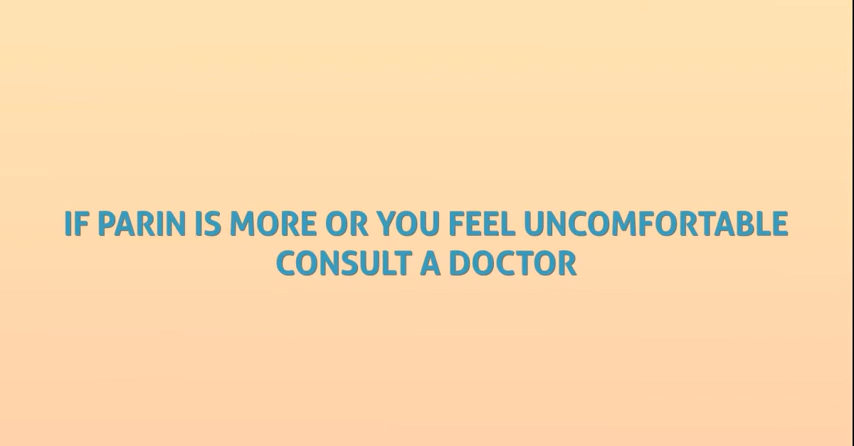 IF PARIN IS MORE OR YOU FEEL UNCOMFORTABLE
CONSULT A DOCTOR